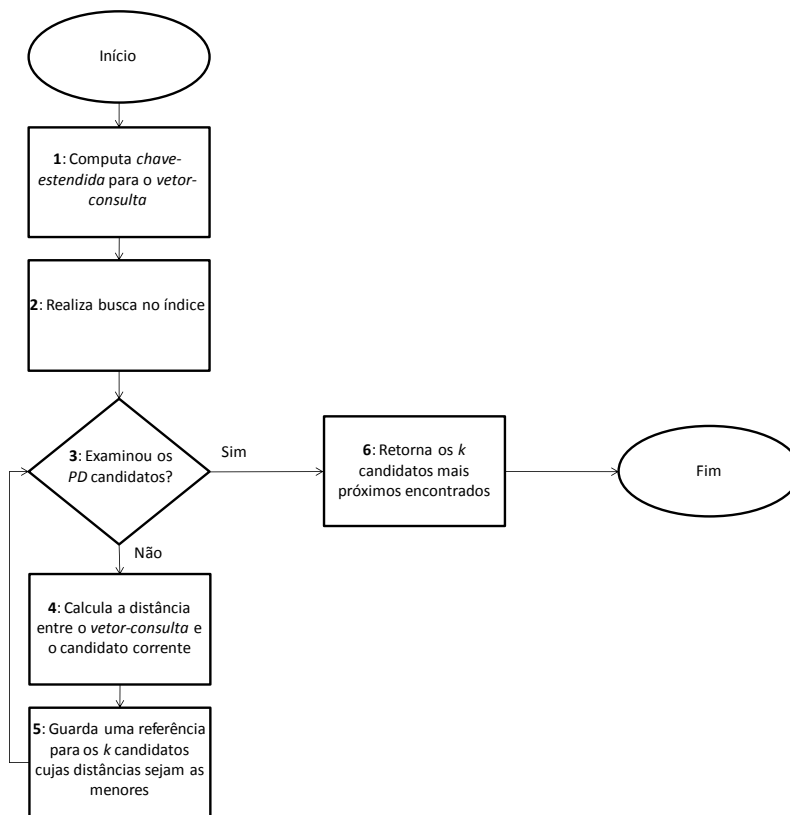 Início
1: Computa chave-
estendida para o vetor-
consulta
2: Realiza busca no índice
3: Examinou os
PD candidatos?
Sim
6: Retorna os k
candidatos mais
próximos encontrados
Fim
Não
4: Calcula a distância
entre o vetor-consulta e
o candidato corrente
5: Guarda uma referência
para os k candidatos
cujas distâncias sejam as
menores